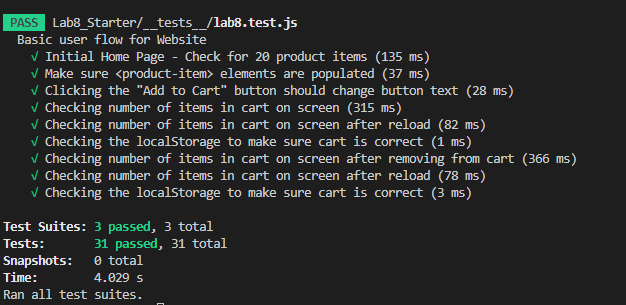 PASS Lab8_Starter/__tests__/lab8.test.js
Basic user flow for Website
√ Initial Home Page - Check for 20 product items (135 ms)
√ Make sure <product-item> elements are populated (37 ms)
√ Clicking the "Add to Cart" button should change button text (28 ms)
√ Checking number of items in cart on screen (315 ms)
√ Checking number of items in cart on screen after reload (82 ms)
√ Checking the localStorage to make sure cart is correct (1 ms)
√ Checking number of items in cart on screen after removing from cart (366 ms)
√ Checking number of items in cart on screen after reload (78 ms)
√ Checking the localStorage to make sure cart is correct (3 ms)
Test Suites: 3 passed, 3 total
Tests: 31 passed, 31 total
Snapshots: 0 total
Time: 4.029 s
Ran all test suites.